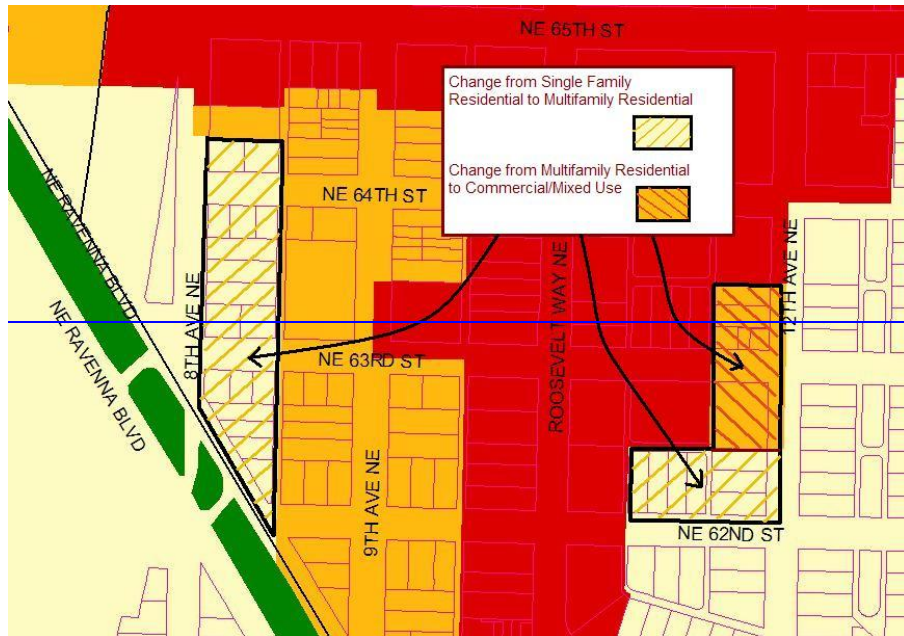 NE 65TH ST
Change from Single Family
Residential to Multifamily Residential
Change from Multifamily Residential
to Commercial/Mixed Use
NE RAVENNA BLVD
NE 64TH ST
NE RAVENNA BLVD
8TH AVE NE
NE 63RD ST
ROOSEVELT WAY NE
12TH AVE NE
9TH AVE NE
NE 62ND ST